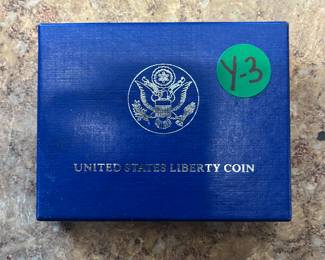 Y-3
UNITED STATES LIBERTY COIN